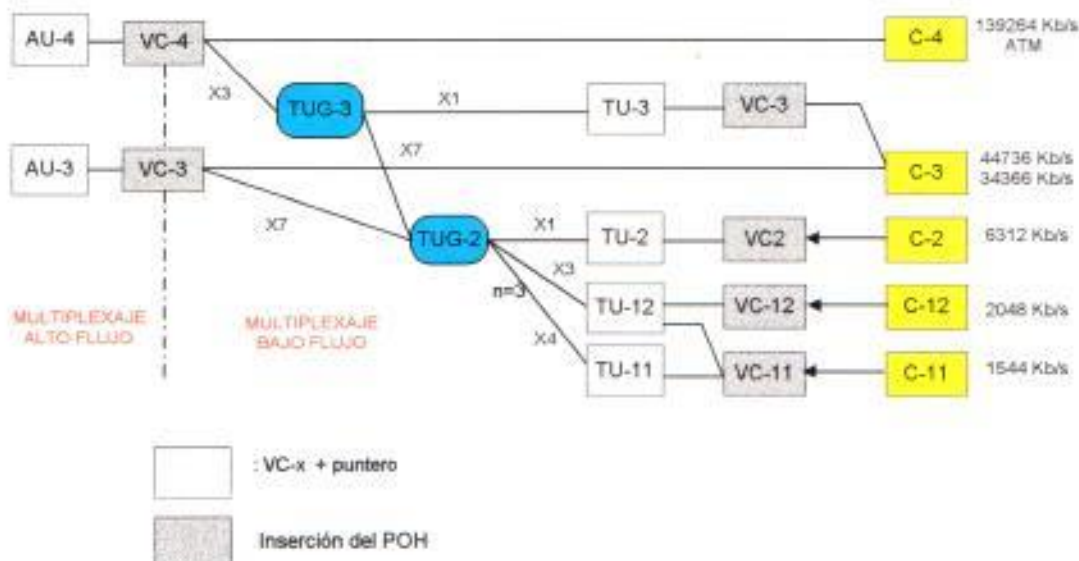 AU-4 VC-4 C-4 139264 Kb/s
ATM
X3 TUG-3 X1 TU-3 VC-3
AU-3 VC-3 X7 C-3 44736 Kb/s
34366 Kb/s
X7 TUG-2 X1 TU-2 VC2 C-2 6312 Kb/s
X3
n=3
TU-12 VC-12 C-12 2048 Kb/s
X4
TU-11 VC-11 C-11 1544 Kb/s
MULTIPLEXAJE
ALTO FLUJO
MULTIPLEXAJE
BAJO FLUJO
: VC-x + puntero
Inserción del POH